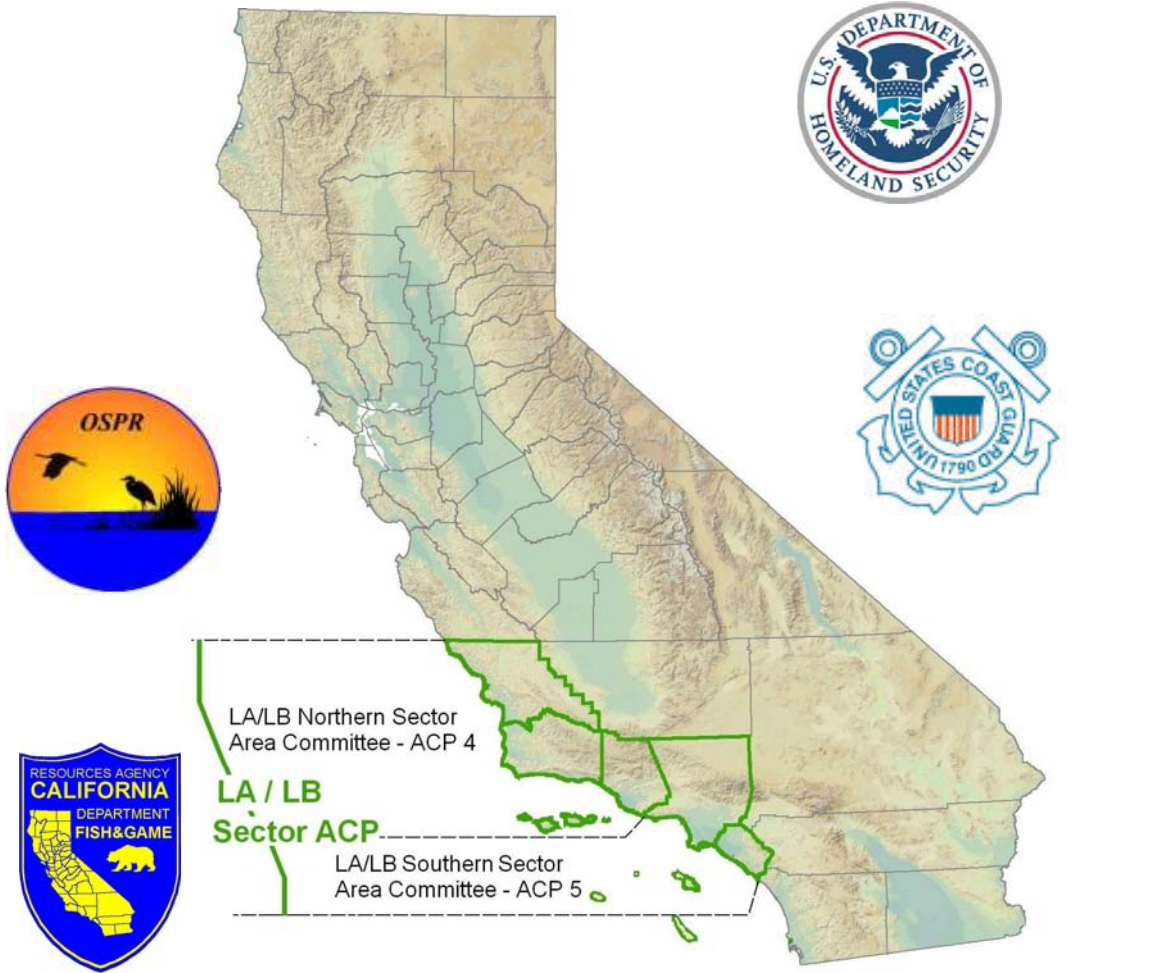 U.S. DEPARTMENT OF
HOMELAND SECURITY
UNITED STATES COAST GUARD
1790
OSPR
LA/LB Northern Sector
Area Committee - ACP 4
LA / LB
Sector ACP
LA/LB Southern Sector
Area Committee - ACP 5
RESOURCES AGENCY
CALIFORNIA
DEPARTMENT
FISH&GAME